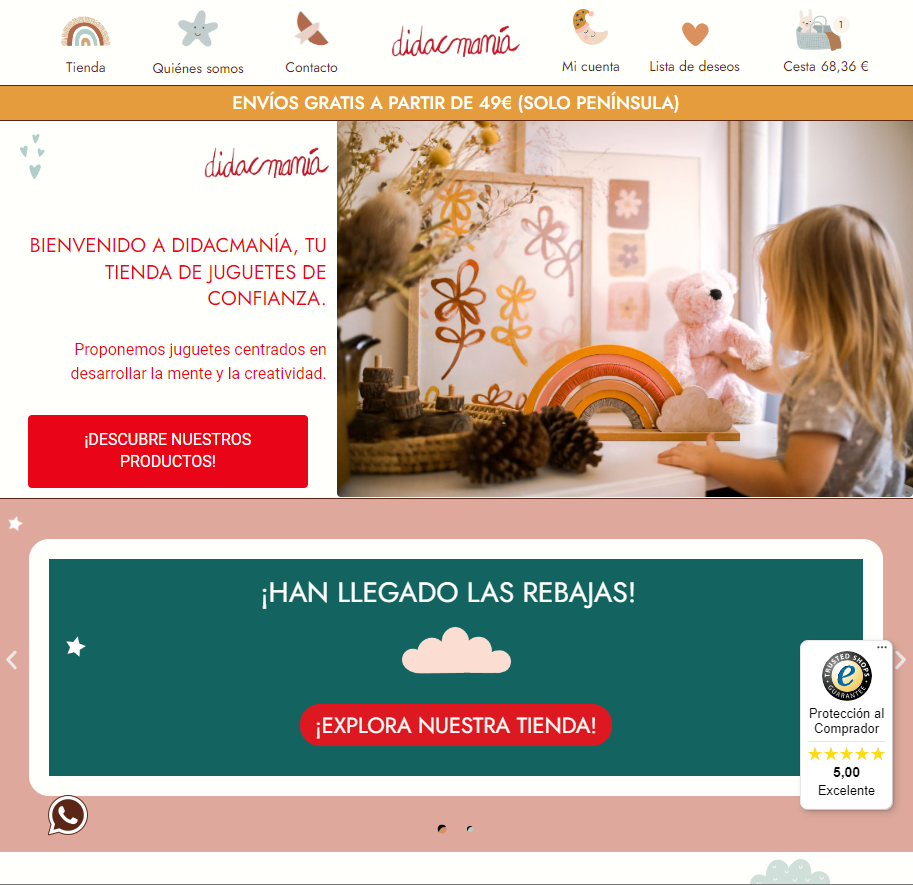 Tienda
Quiénes somos
Contacto
didacmanía
Mi cuenta
Lista de deseos
1
Cesta 68,36 €
ENVÍOS GRATIS A PARTIR DE 49€ (SOLO PENÍNSULA)
didacmanía
BIENVENIDO A DIDACMANÍA, TU
TIENDA DE JUGUETES DE
CONFIANZA.
Proponemos juguetes centrados en
desarrollar la mente y la creatividad.
¡DESCUBRE NUESTROS
PRODUCTOS!
¡HAN LLEGADO LAS REBAJAS!
¡EXPLORA NUESTRA TIENDA!
TRUSTED SHOPS
GUARANTEE
e
Protección al
Comprador
5,00
Excelente